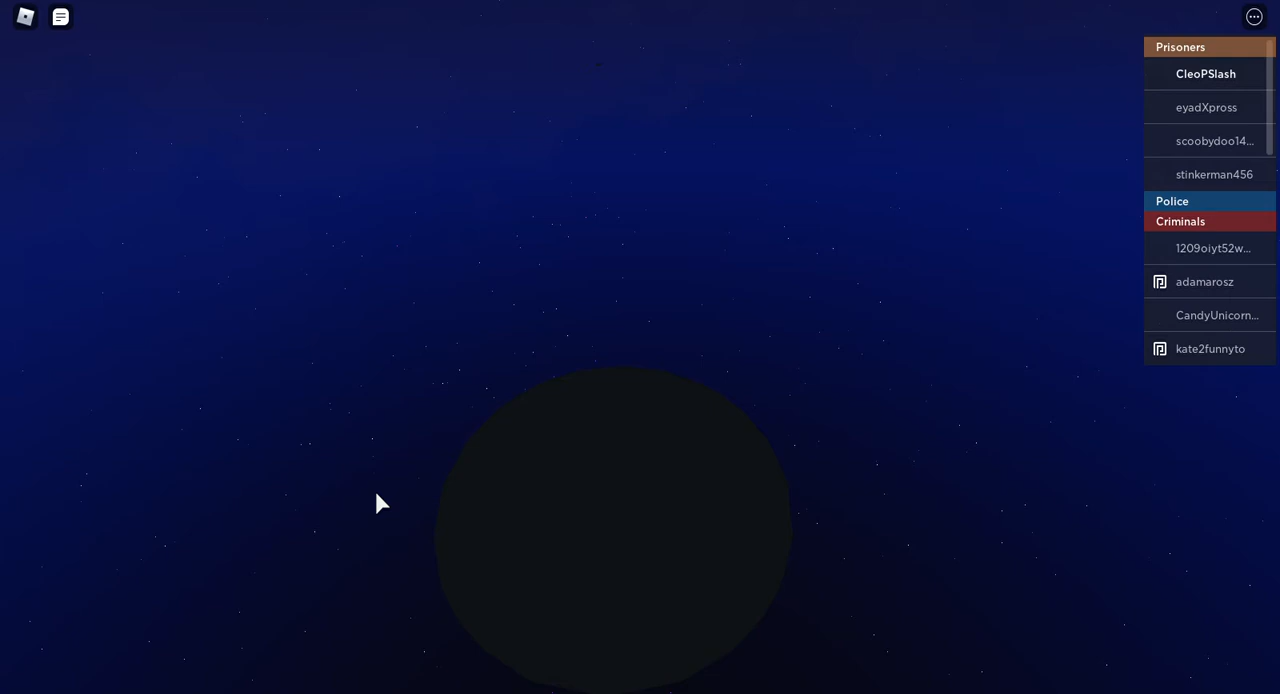 Prisoners
CleoPSlash
eyadXpross
scoobydoo14...
stinkerman456
Police
Criminals
1209oiyt52w...
adamarosz
CandyUnicorn...
kate2funnyto